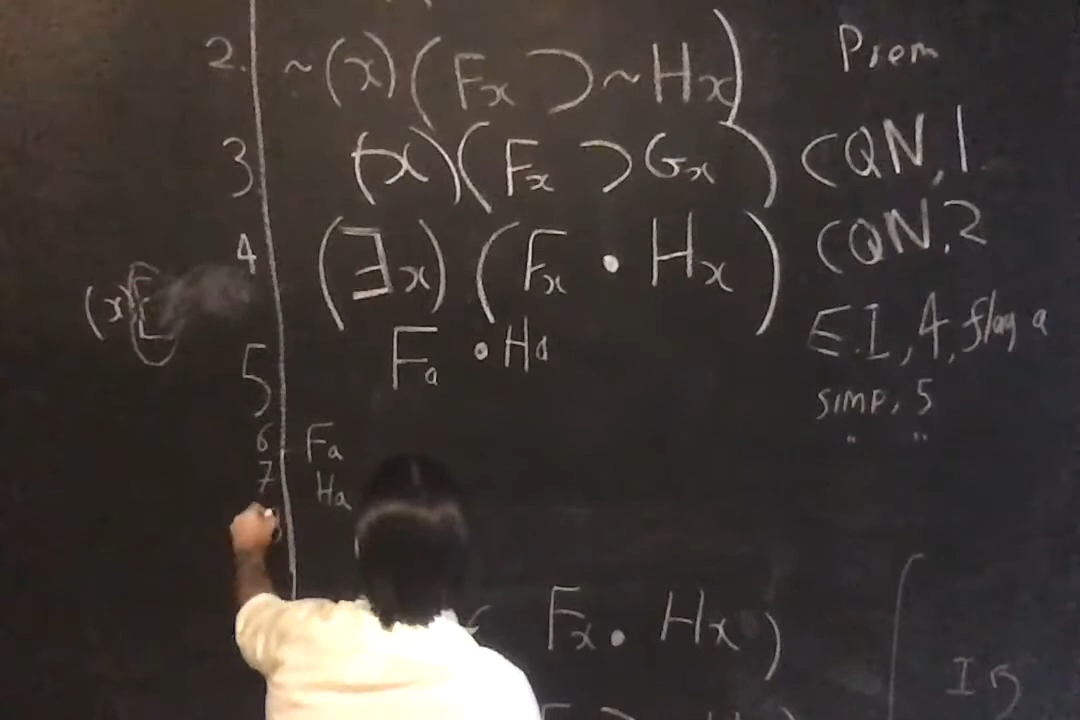 2. ~(x)(Fx ⊃ ~Hx) Prem
3 (x)(Fx ⊃ Gx) CQN, 1
4 (∃x)(Fx • Hx) CQN, 2
(x)
5 Fa • Ha E.I, 4, flag a
6 Fa simp, 5
7 Ha " "
Fx • Hx)